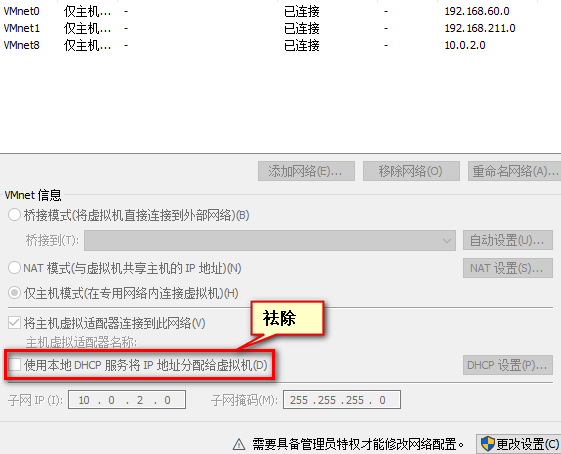 VMnet0 仅主机... - 已连接 - 192.168.60.0
VMnet1 仅主机... - 已连接 - 192.168.211.0
VMnet8 仅主机... - 已连接 - 10.0.2.0
添加网络(E)... 移除网络(O) 重命名网络(A)...
VMnet 信息
桥接模式(将虚拟机直接连接到外部网络)(B)
桥接到(T): 自动设置(U)...
NAT 模式(与虚拟机共享主机的 IP 地址)(N) NAT 设置(S)...
仅主机模式(在专用网络内连接虚拟机)(H)
祛除
将主机虚拟适配器连接到此网络(V)
主机虚拟适配器名称:
使用本地 DHCP 服务将 IP 地址分配给虚拟机(D) DHCP 设置(P)...
子网 IP (I): 10 . 0 . 2 . 0 子网掩码(M): 255 .255 .255 . 0
需要具备管理员特权才能修改网络配置。 更改设置(C)